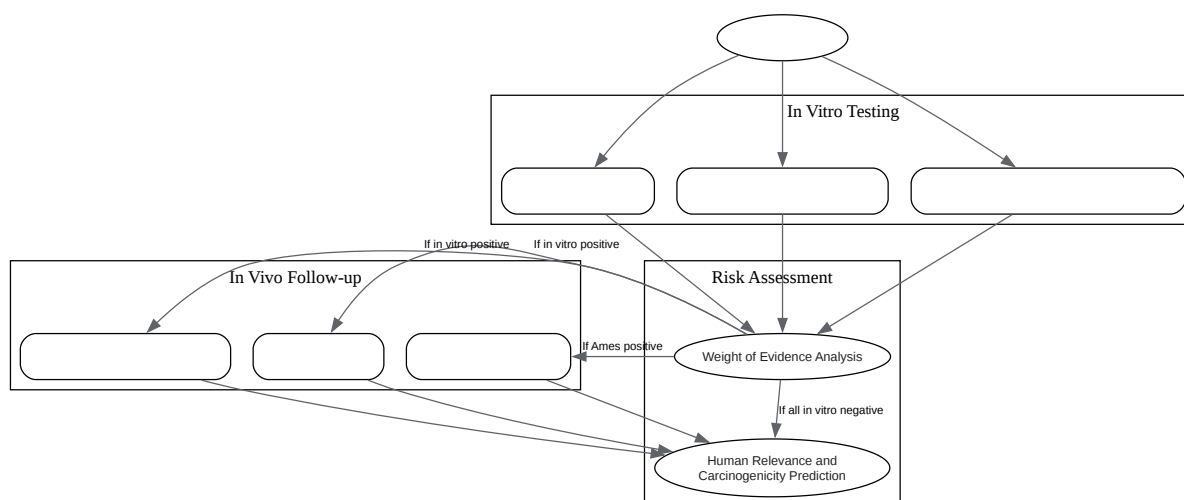 In Vitro Testing
If in vitro positive
If in vitro positive
In Vivo Follow-up
Risk Assessment
If Ames positive
Weight of Evidence Analysis
If all in vitro negative
Human Relevance and
Carcinogenicity Prediction